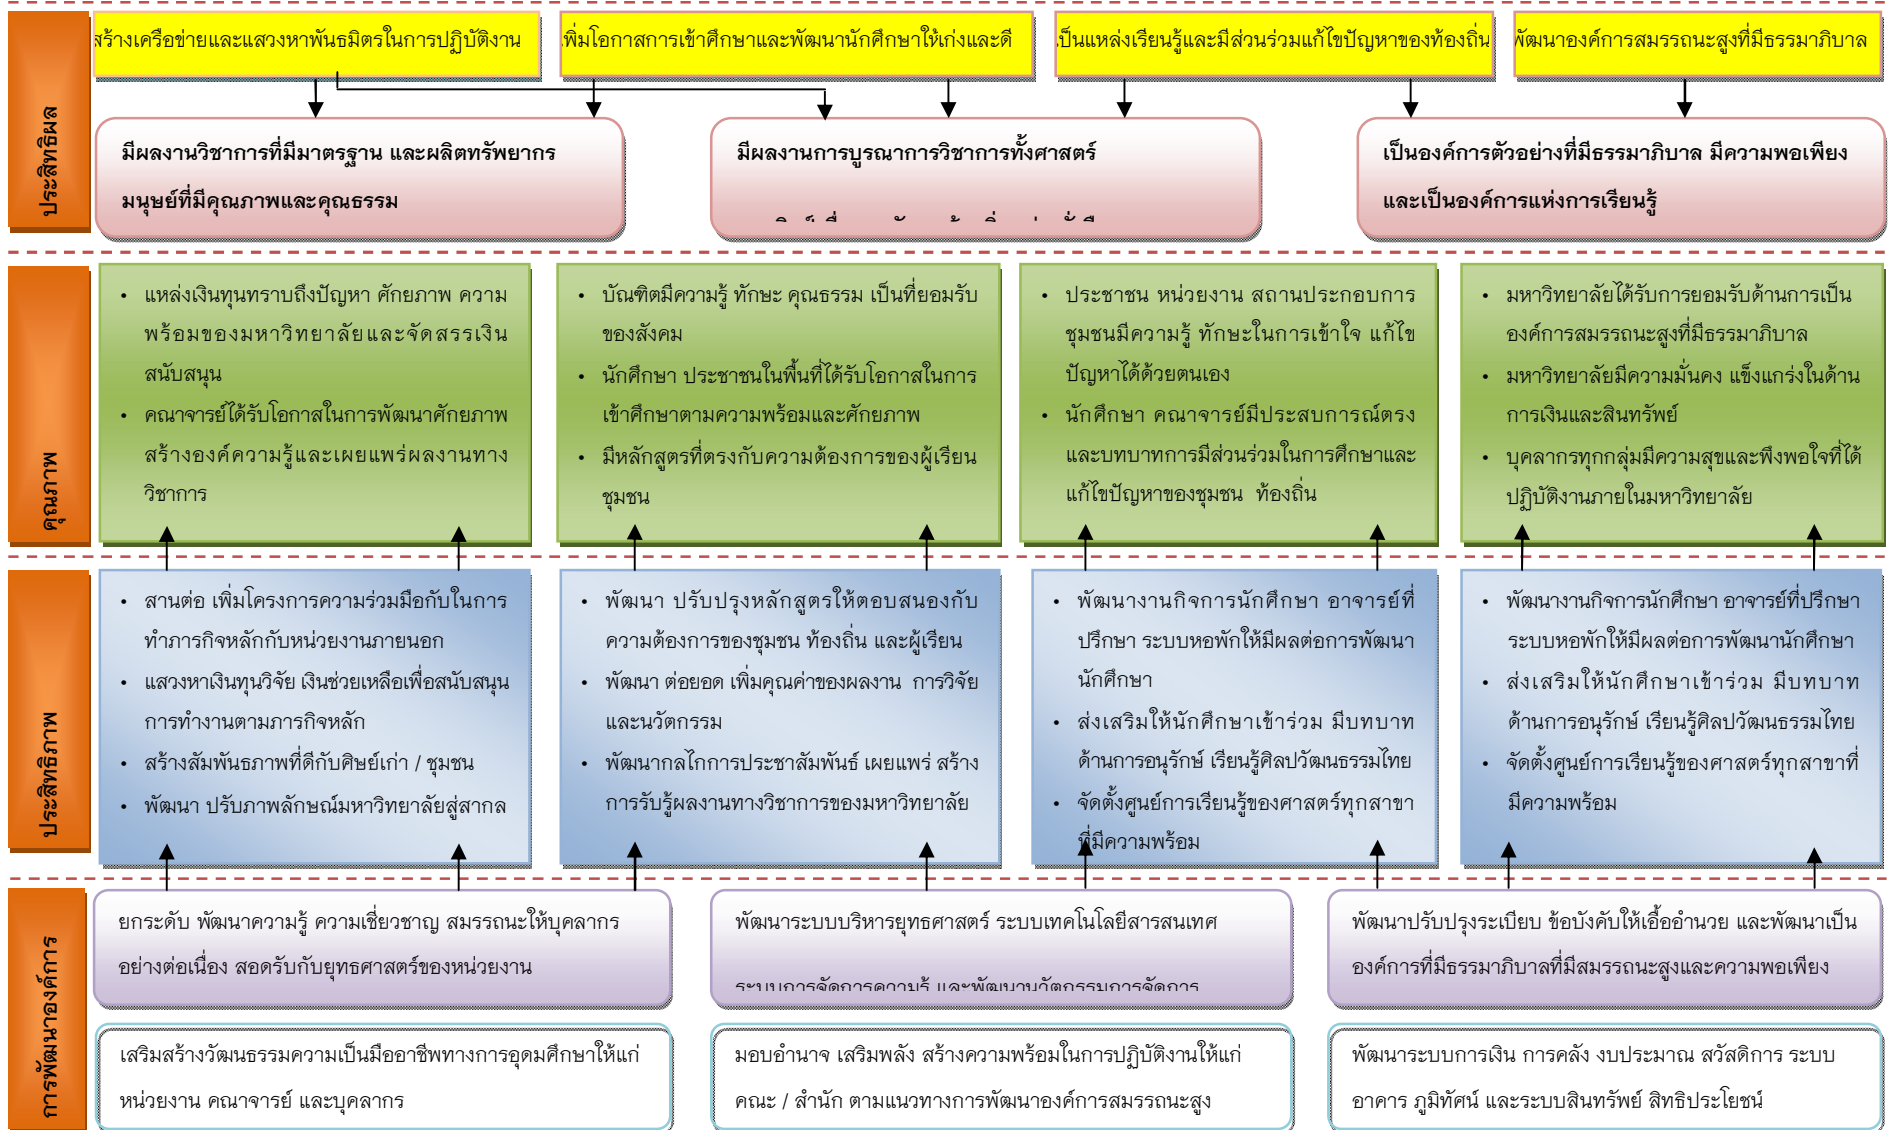 ประสิทธิผล
สร้างเครือข่ายและแสวงหาพันธมิตรในการปฏิบัติงาน
เพิ่มโอกาสการเข้าศึกษาและพัฒนานักศึกษาให้เก่งและดี
เป็นแหล่งเรียนรู้และมีส่วนร่วมแก้ไขปัญหาของท้องถิ่น
พัฒนาองค์การสมรรถนะสูงที่มีธรรมาภิบาล
มีผลงานวิชาการที่มีมาตรฐาน และผลิตทรัพยากร
มนุษย์ที่มีคุณภาพและคุณธรรม
มีผลงานการบูรณาการวิชาการทั้งศาสตร์
เป็นองค์การตัวอย่างที่มีธรรมาภิบาล มีความพอเพียง
และเป็นองค์การแห่งการเรียนรู้
คุณภาพ
• แหล่งเงินทุนทราบถึงปัญหา ศักยภาพ ความ
พร้อมของมหาวิทยาลัยและจัดสรรเงิน
สนับสนุน
• คณาจารย์ได้รับโอกาสในการพัฒนาศักยภาพ
สร้างองค์ความรู้และเผยแพร่ผลงานทาง
วิชาการ
• บัณฑิตมีความรู้ ทักษะ คุณธรรม เป็นที่ยอมรับ
ของสังคม
• นักศึกษา ประชาชนในพื้นที่ได้รับโอกาสในการ
เข้าศึกษาตามความพร้อมและศักยภาพ
• มีหลักสูตรที่ตรงกับความต้องการของผู้เรียน
ชุมชน
• ประชาชน หน่วยงาน สถานประกอบการ
ชุมชนมีความรู้ ทักษะในการเข้าใจ แก้ไข
ปัญหาได้ด้วยตนเอง
• นักศึกษา คณาจารย์มีประสบการณ์ตรง
และบทบาทการมีส่วนร่วมในการศึกษาและ
แก้ไขปัญหาของชุมชน ท้องถิ่น
• มหาวิทยาลัยได้รับการยอมรับด้านการเป็น
องค์การสมรรถนะสูงที่มีธรรมาภิบาล
• มหาวิทยาลัยมีความมั่นคง แข็งแกร่งในด้าน
การเงินและสินทรัพย์
• บุคลากรทุกกลุ่มมีความสุขและพึงพอใจที่ได้
ปฏิบัติงานภายในมหาวิทยาลัย
ประสิทธิภาพ
• สานต่อ เพิ่มโครงการความร่วมมือกับในการ
ทำภารกิจหลักกับหน่วยงานภายนอก
• แสวงหาเงินทุนวิจัย เงินช่วยเหลือเพื่อสนับสนุน
การทำงานตามภารกิจหลัก
• สร้างสัมพันธภาพที่ดีกับศิษย์เก่า / ชุมชน
• พัฒนา ปรับภาพลักษณ์มหาวิทยาลัยสู่สากล
• พัฒนา ปรับปรุงหลักสูตรให้ตอบสนองกับ
ความต้องการของชุมชน ท้องถิ่น และผู้เรียน
• พัฒนา ต่อยอด เพิ่มคุณค่าของผลงาน การวิจัย
และนวัตกรรม
• พัฒนากลไกการประชาสัมพันธ์ เผยแพร่ สร้าง
การรับรู้ผลงานทางวิชาการของมหาวิทยาลัย
• พัฒนางานกิจการนักศึกษา อาจารย์ที่
ปรึกษา ระบบหอพักให้มีผลต่อการพัฒนา
นักศึกษา
• ส่งเสริมให้นักศึกษาเข้าร่วม มีบทบาท
ด้านการอนุรักษ์ เรียนรู้ศิลปวัฒนธรรมไทย
• จัดตั้งศูนย์การเรียนรู้ของศาสตร์ทุกสาขา
ที่มีความพร้อม
• พัฒนางานกิจการนักศึกษา อาจารย์ที่ปรึกษา
ระบบหอพักให้มีผลต่อการพัฒนานักศึกษา
• ส่งเสริมให้นักศึกษาเข้าร่วม มีบทบาท
ด้านการอนุรักษ์ เรียนรู้ศิลปวัฒนธรรมไทย
• จัดตั้งศูนย์การเรียนรู้ของศาสตร์ทุกสาขาที่
มีความพร้อม
การพัฒนาองค์การ
ยกระดับ พัฒนาความรู้ ความเชี่ยวชาญ สมรรถนะให้บุคลากร
อย่างต่อเนื่อง สอดรับกับยุทธศาสตร์ของหน่วยงาน
พัฒนาระบบบริหารยุทธศาสตร์ ระบบเทคโนโลยีสารสนเทศ
ระบบการจัดการความรู้ และพัฒนานวัตกรรมการจัดการ
พัฒนาปรับปรุงระเบียบ ข้อบังคับให้เอื้ออำนวย และพัฒนาเป็น
องค์การที่มีธรรมาภิบาลที่มีสมรรถนะสูงและความพอเพียง
เสริมสร้างวัฒนธรรมความเป็นมืออาชีพทางการอุดมศึกษาให้แก่
หน่วยงาน คณาจารย์ และบุคลากร
มอบอำนาจ เสริมพลัง สร้างความพร้อมในการปฏิบัติงานให้แก่
คณะ / สำนัก ตามแนวทางการพัฒนาองค์การสมรรถนะสูง
พัฒนาระบบการเงิน การคลัง งบประมาณ สวัสดิการ ระบบ
อาคาร ภูมิทัศน์ และระบบสินทรัพย์ สิทธิประโยชน์